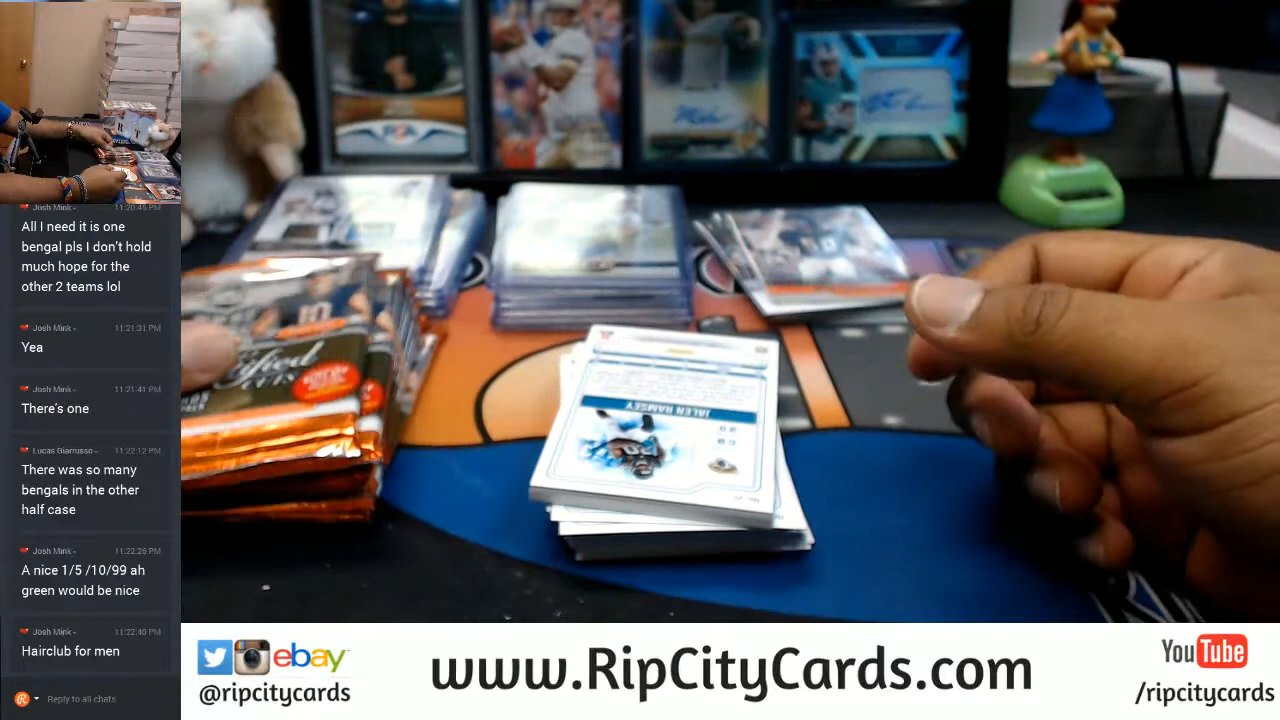 Josh Mink - 11:20:45 PM
All I need it is one
bengal pls I don't hold
much hope for the
other 2 teams lol
Josh Mink - 11:21:31 PM
Yea
Josh Mink - 11:21:41 PM
There's one
Lucas Giarrusso - 11:22:12 PM
There was so many
bengals in the other
half case
Josh Mink - 11:22:26 PM
A nice 1/5 /10/99 ah
green would be nice
Josh Mink - 11:22:40 PM
Hairclub for men
Reply to all chats
JALEN RAMSEY
ebay
@ripcitycards
www.RipCityCards.com
YouTube
/ripcitycards